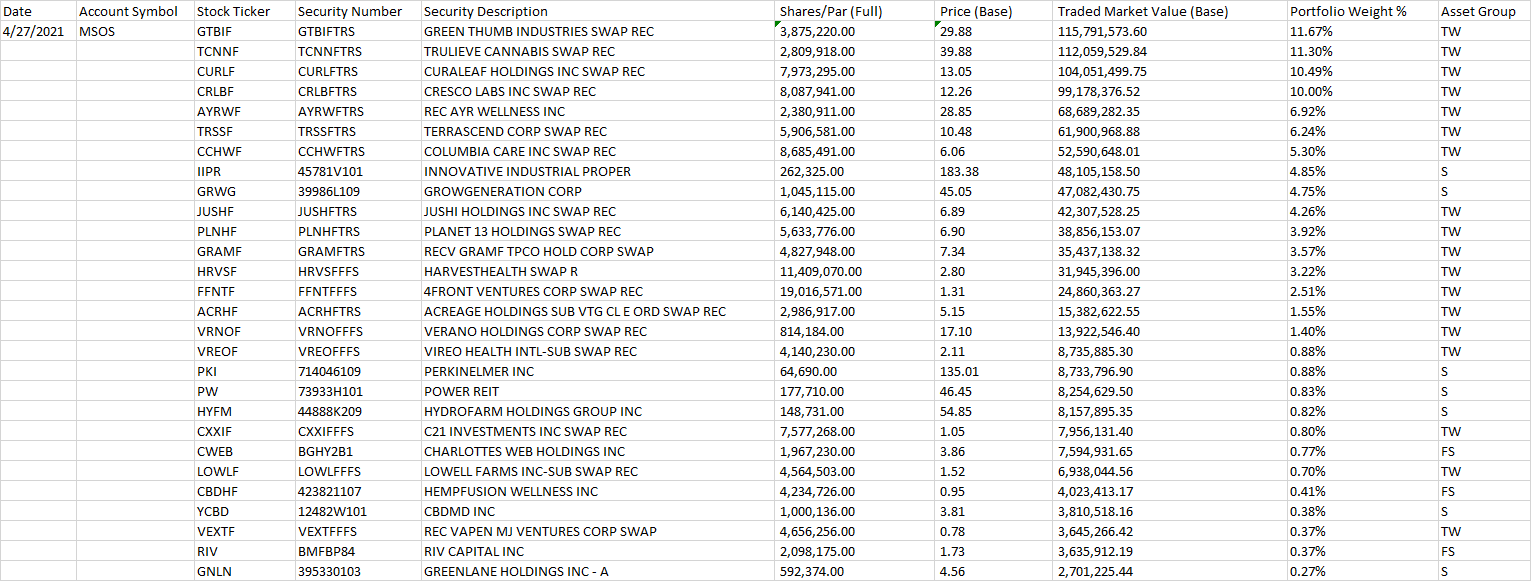 Date Account Symbol Stock Ticker Security Number Security Description Shares/Par (Full) Price (Base) Traded Market Value (Base) Portfolio Weight % Asset Group
4/27/2021 MSOS GTBIF GTBIFTRS GREEN THUMB INDUSTRIES SWAP REC 3,875,220.00 29.88 115,791,573.60 11.67% TW
TCNNF TCNNFTRS TRULIEVE CANNABIS SWAP REC 2,809,918.00 39.88 112,059,529.84 11.30% TW
CURLF CURLFTRS CURALEAF HOLDINGS INC SWAP REC 7,973,295.00 13.05 104,051,499.75 10.49% TW
CRLBF CRLBFTRS CRESCO LABS INC SWAP REC 8,087,941.00 12.26 99,178,376.52 10.00% TW
AYRWF AYRWFTRS REC AYR WELLNESS INC 2,380,911.00 28.85 68,689,282.35 6.92% TW
TRSSF TRSSFTRS TERRASCEND CORP SWAP REC 5,906,581.00 10.48 61,900,968.88 6.24% TW
CCHWF CCHWFTRS COLUMBIA CARE INC SWAP REC 8,685,491.00 6.06 52,590,648.01 5.30% TW
IIPR 45781V101 INNOVATIVE INDUSTRIAL PROPER 262,325.00 183.38 48,105,158.50 4.85% S
GRWG 39986L109 GROWGENERATION CORP 1,045,115.00 45.05 47,082,430.75 4.75% S
JUSHF JUSHFTRS JUSHI HOLDINGS INC SWAP REC 6,140,425.00 6.89 42,307,528.25 4.26% TW
PLNHF PLNHFTRS PLANET 13 HOLDINGS SWAP REC 5,633,776.00 6.90 38,856,153.07 3.92% TW
GRAMF GRAMFTRS RECV GRAMF TPCO HOLD CORP SWAP 4,827,948.00 7.34 35,437,138.32 3.57% TW
HRVSF HRVSFFFS HARVESTHEALTH SWAP R 11,409,070.00 2.80 31,945,396.00 3.22% TW
FFNTF FFNTFFFS 4FRONT VENTURES CORP SWAP REC 19,016,571.00 1.31 24,860,363.27 2.51% TW
ACRHF ACRHFTRS ACREAGE HOLDINGS SUB VTG CL E ORD SWAP REC 2,986,917.00 5.15 15,382,622.55 1.55% TW
VRNOF VRNOFFFS VERANO HOLDINGS CORP SWAP REC 814,184.00 17.10 13,922,546.40 1.40% TW
VREOF VREOFFFS VIREO HEALTH INTL-SUB SWAP REC 4,140,230.00 2.11 8,735,885.30 0.88% TW
PKI 714046109 PERKINELMER INC 64,690.00 135.01 8,733,796.90 0.88% S
PW 73933H101 POWER REIT 177,710.00 46.45 8,254,629.50 0.83% S
HYFM 44888K209 HYDROFARM HOLDINGS GROUP INC 148,731.00 54.85 8,157,895.35 0.82% S
CXXIF CXXIFFFS C21 INVESTMENTS INC SWAP REC 7,577,268.00 1.05 7,956,131.40 0.80% TW
CWEB BGHY2B1 CHARLOTTES WEB HOLDINGS INC 1,967,230.00 3.86 7,594,931.65 0.77% FS
LOWLF LOWLFFFS LOWELL FARMS INC-SUB SWAP REC 4,564,503.00 1.52 6,938,044.56 0.70% TW
CBDHF 423821107 HEMPFUSION WELLNESS INC 4,234,726.00 0.95 4,023,413.17 0.41% FS
YCBD 12482W101 CBDMD INC 1,000,136.00 3.81 3,810,518.16 0.38% S
VEXTF VEXTFFFS REC VAPEN MJ VENTURES CORP SWAP 4,656,256.00 0.78 3,645,266.42 0.37% TW
RIV BMFBP84 RIV CAPITAL INC 2,098,175.00 1.73 3,635,912.19 0.37% FS
GNLN 395330103 GREENLANE HOLDINGS INC - A 592,374.00 4.56 2,701,225.44 0.27% S